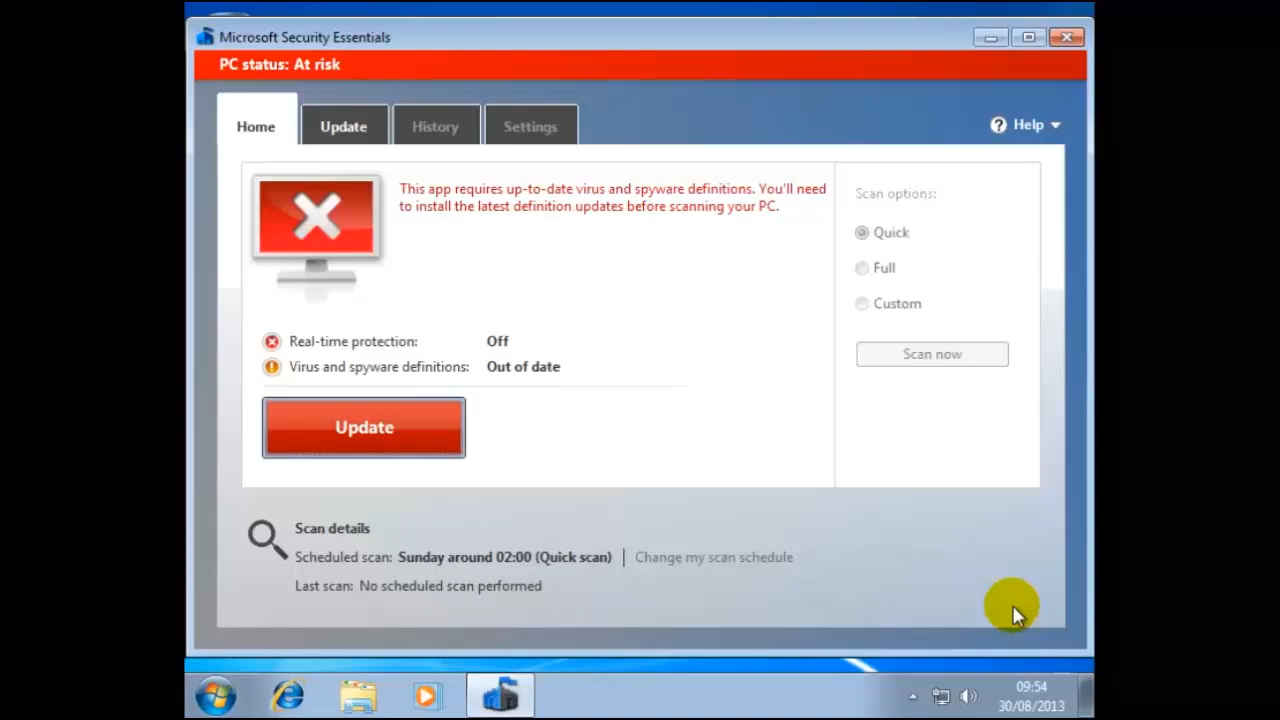 Microsoft Security Essentials
PC status: At risk
Home
Update
History
Settings
? Help
This app requires up-to-date virus and spyware definitions. You'll need
to install the latest definition updates before scanning your PC.
Scan options:
Quick
Full
Custom
Scan now
Real-time protection: Off
Virus and spyware definitions: Out of date
Update
Scan details
Scheduled scan: Sunday around 02:00 (Quick scan) | Change my scan schedule
Last scan: No scheduled scan performed
09:54
30/08/2013